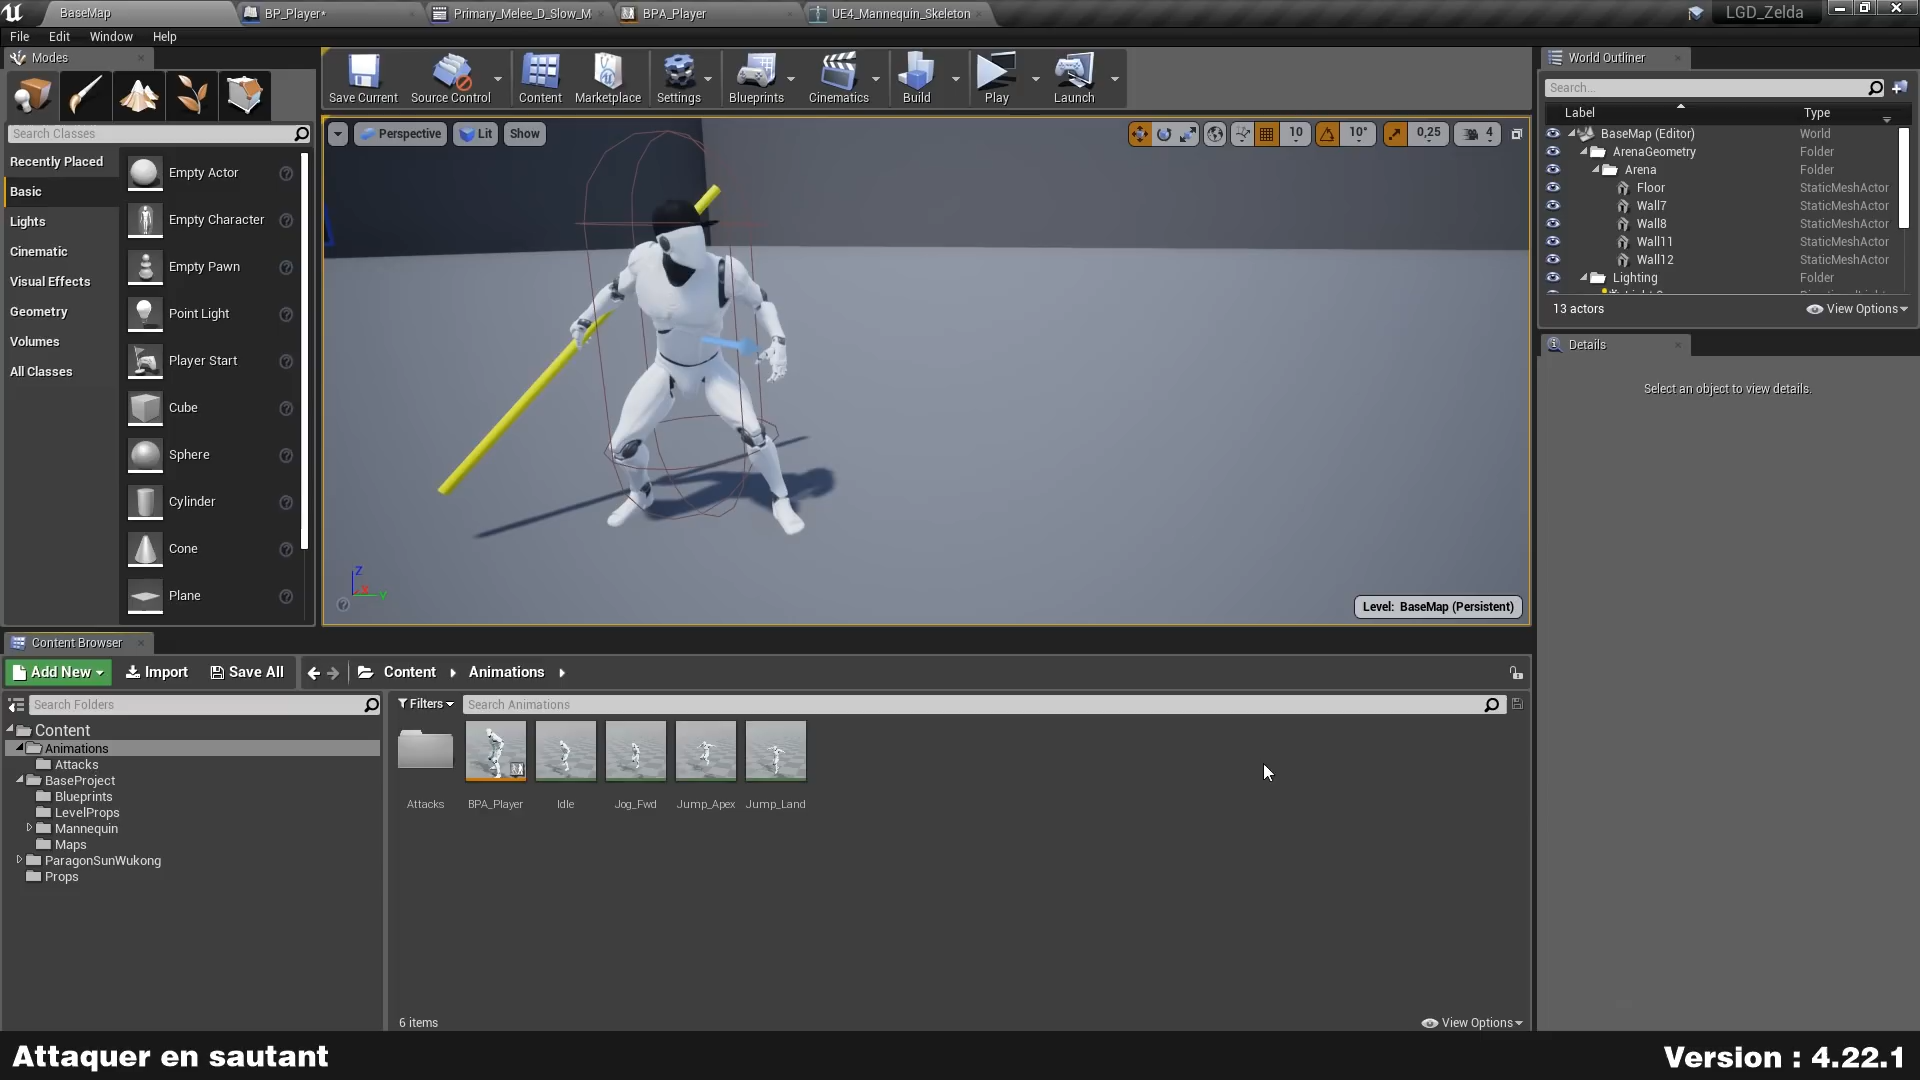 BaseMap
BP_Player*
Primary_Melee_D_Slow_M
BPA_Player
UE4_Mannequin_Skeleton
LGD_Zelda
File Edit Window Help
Modes
Search Classes
Recently Placed
Basic
Lights
Cinematic
Visual Effects
Geometry
Volumes
All Classes
Empty Actor
Empty Character
Empty Pawn
Point Light
Player Start
Cube
Sphere
Cylinder
Cone
Plane
Save Current
Source Control
Content
Marketplace
Settings
Blueprints
Cinematics
Build
Play
Launch
Perspective
Lit
Show
10
10°
0,25
4
Z
X
Y
Level: BaseMap (Persistent)
World Outliner
Search...
Label Type
BaseMap (Editor) World
ArenaGeometry Folder
Arena Folder
Floor StaticMeshActor
Wall7 StaticMeshActor
Wall8 StaticMeshActor
Wall11 StaticMeshActor
Wall12 StaticMeshActor
Lighting Folder
13 actors
View Options
Details
Select an object to view details.
Content Browser
Add New
Import
Save All
Content
Animations
Search Folders
Content
Animations
Attacks
BaseProject
Blueprints
LevelProps
Mannequin
Maps
ParagonSunWukong
Props
Filters
Search Animations
Attacks
BPA_Player
Idle
Jog_Fwd
Jump_Apex
Jump_Land
6 items
View Options
Attaquer en sautant
Version : 4.22.1